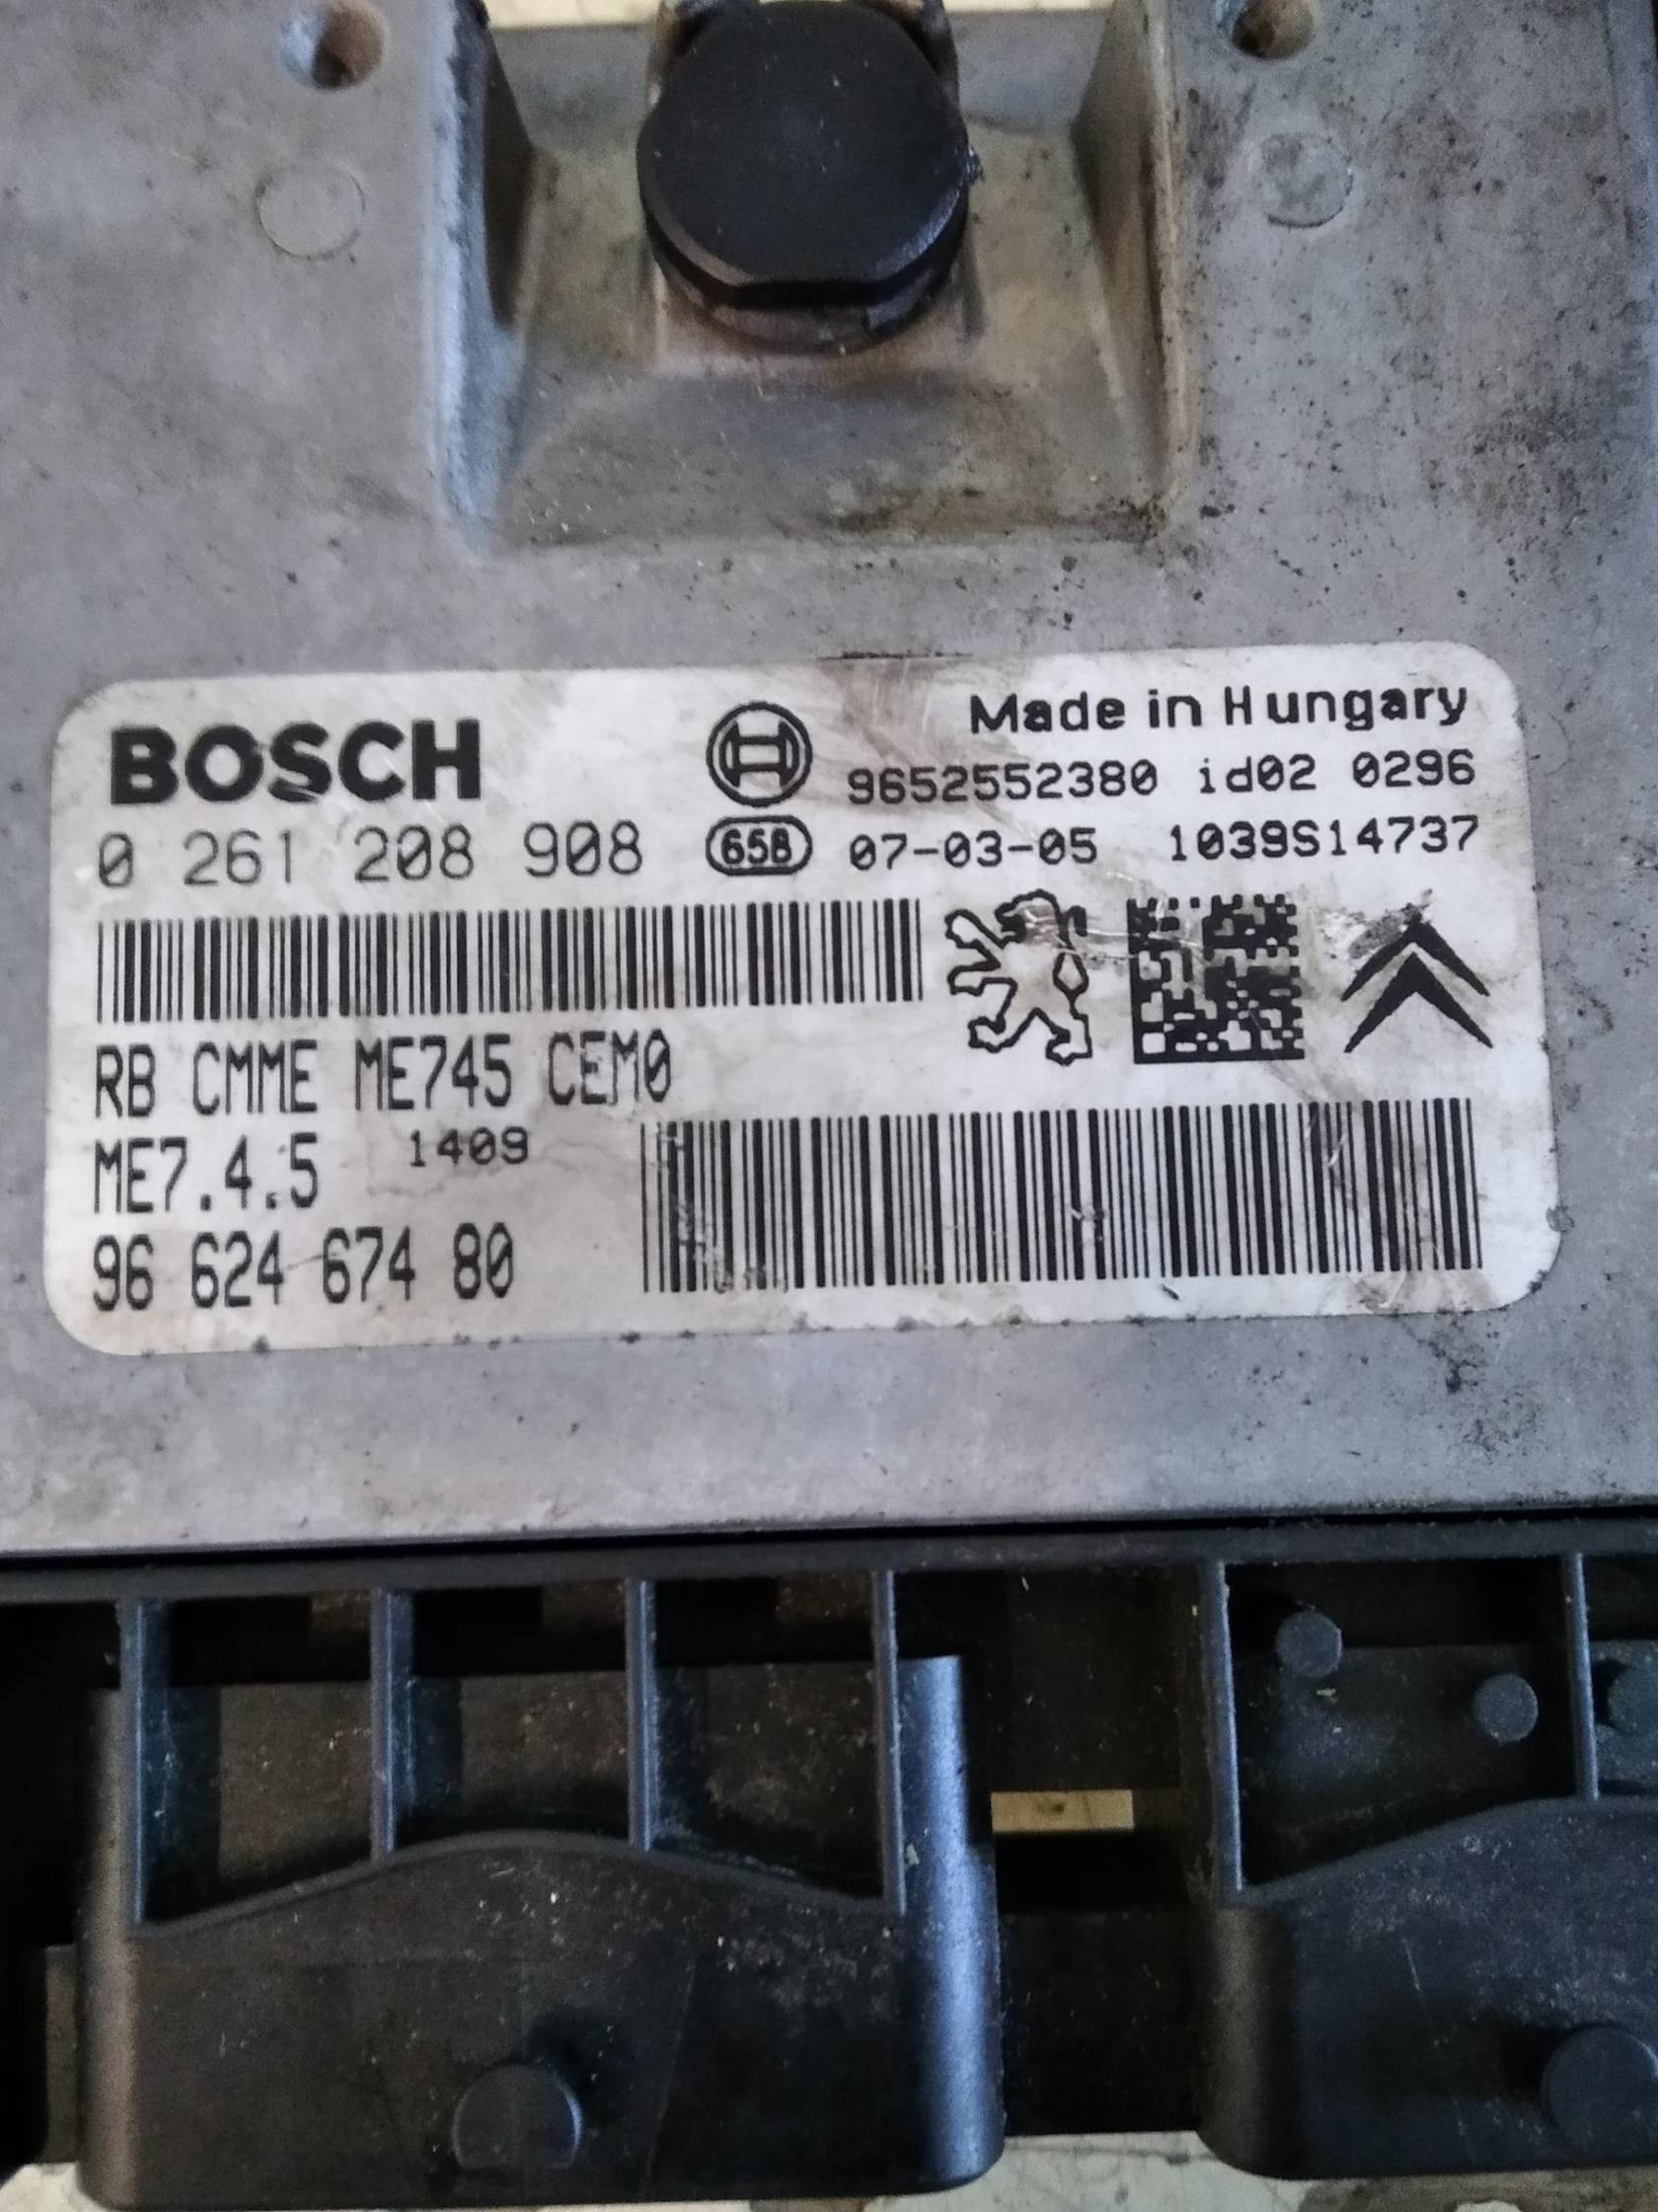 BOSCH
Made in Hungary
9652552380 id02 0296
0 261 208 908
658
07-03-05 1039S14737
RB CMME ME745 CEM0
ME7.4.5 1409
96 624 674 80